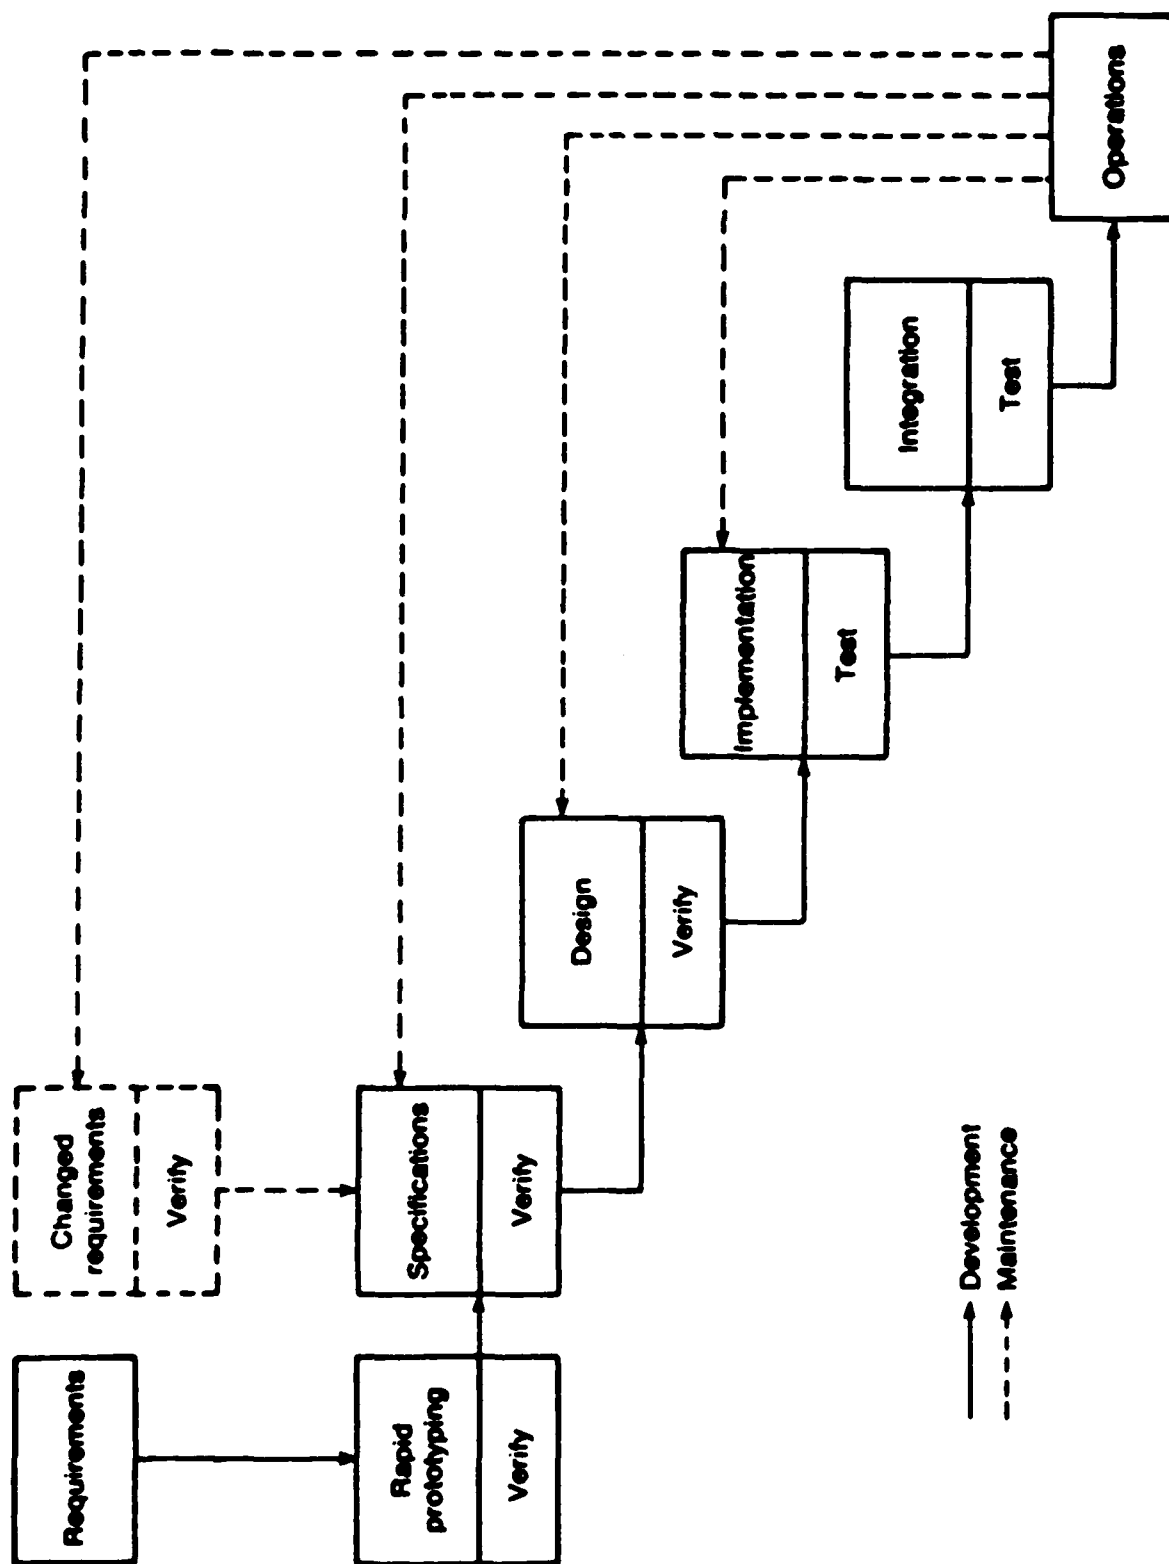 Requirements
Changed
requirements
Verify
Rapid
prototyping
Verify
Specifications
Verify
Design
Verify
Implementation
Test
Integration
Test
Operations
Development
Maintenance